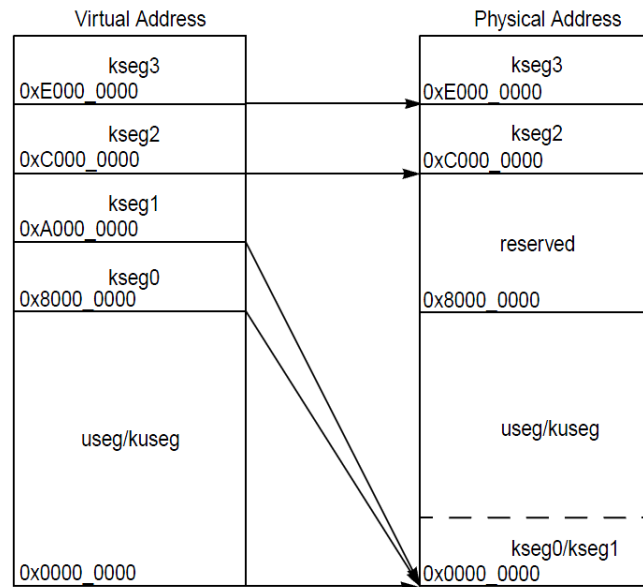 Virtual Address
kseg3
0xE000_0000
kseg2
0xC000_0000
kseg1
0xA000_0000
kseg0
0x8000_0000
useg/kuseg
0x0000_0000
Physical Address
kseg3
0xE000_0000
kseg2
0xC000_0000
reserved
0x8000_0000
useg/kuseg
kseg0/kseg1
0x0000_0000